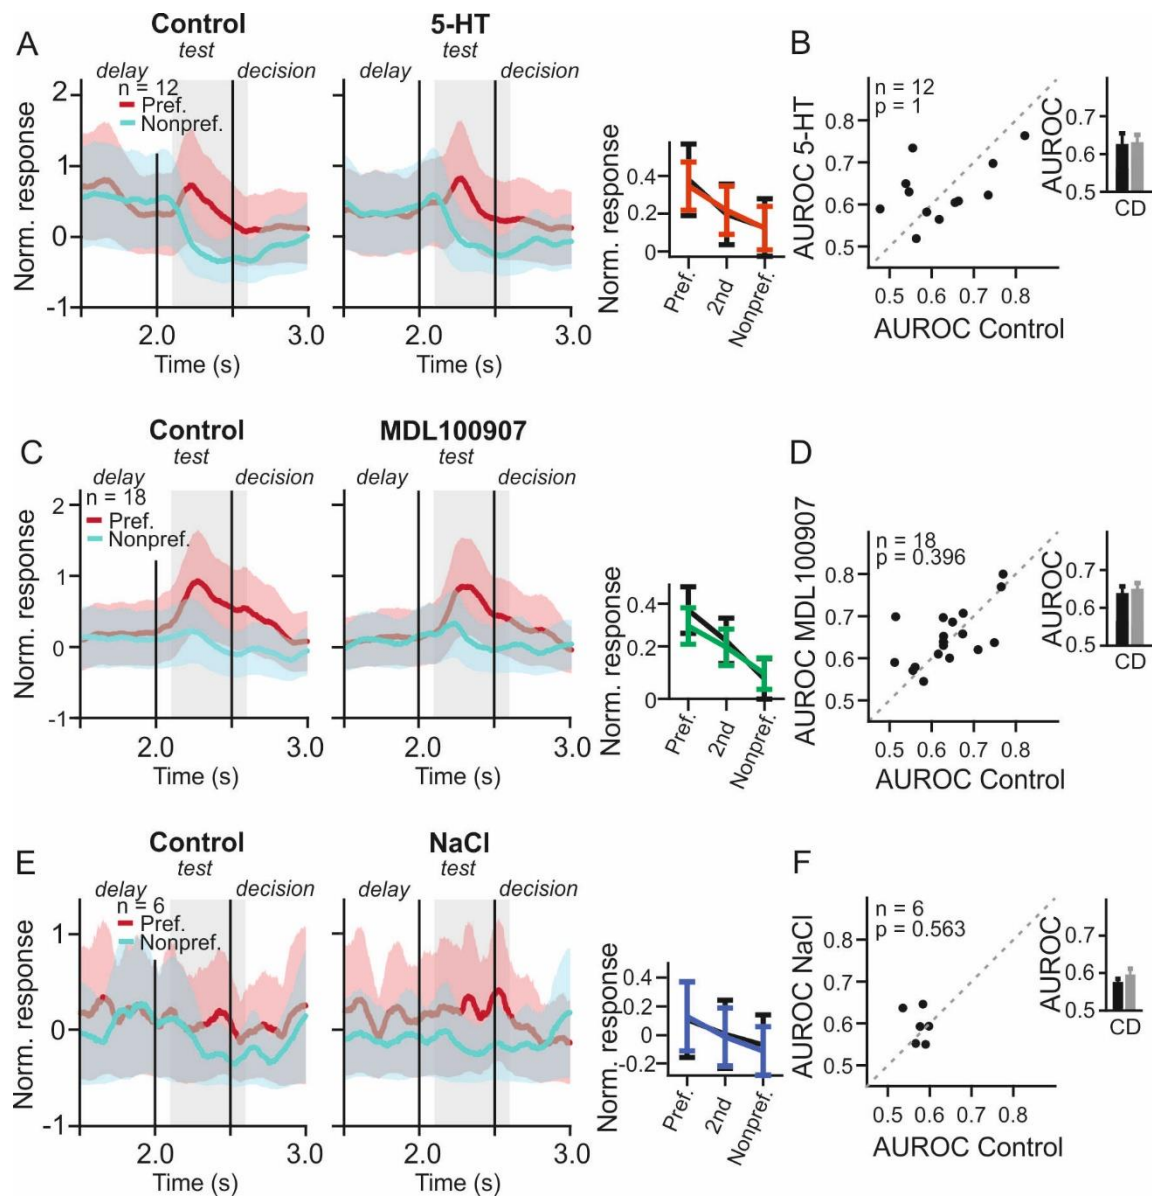 A
Control
5-HT
B
test
test
delay
decision
delay
decision
n = 12
Pref.
Nonpref.
2
1
0
-1
Norm. response
2.0
3.0
2.0
3.0
Time (s)
Time (s)
Norm. response
0.4
0.2
0
Pref.
2nd
Nonpref.
n = 12
p = 1
AUROC 5-HT
0.8
0.7
0.6
0.5
0.5 0.6 0.7 0.8
AUROC Control
AUROC
0.7
0.6
0.5
CD
C
Control
MDL100907
D
test
test
delay
decision
delay
decision
n = 18
Pref.
Nonpref.
2
1
0
-1
Norm. response
2.0
3.0
2.0
3.0
Time (s)
Time (s)
Norm. response
0.4
0.2
0
Pref.
2nd
Nonpref.
n = 18
p = 0.396
AUROC MDL100907
0.8
0.7
0.6
0.5
0.5 0.6 0.7 0.8
AUROC Control
AUROC
0.7
0.6
0.5
CD
E
Control
NaCl
F
test
test
delay
decision
delay
decision
n = 6
Pref.
Nonpref.
1
0
-1
Norm. response
2.0
3.0
2.0
3.0
Time (s)
Time (s)
Norm. response
0.4
0.2
0
-0.2
Pref.
2nd
Nonpref.
n = 6
p = 0.563
AUROC NaCl
0.8
0.7
0.6
0.5
0.5 0.6 0.7 0.8
AUROC Control
AUROC
0.7
0.6
0.5
CD